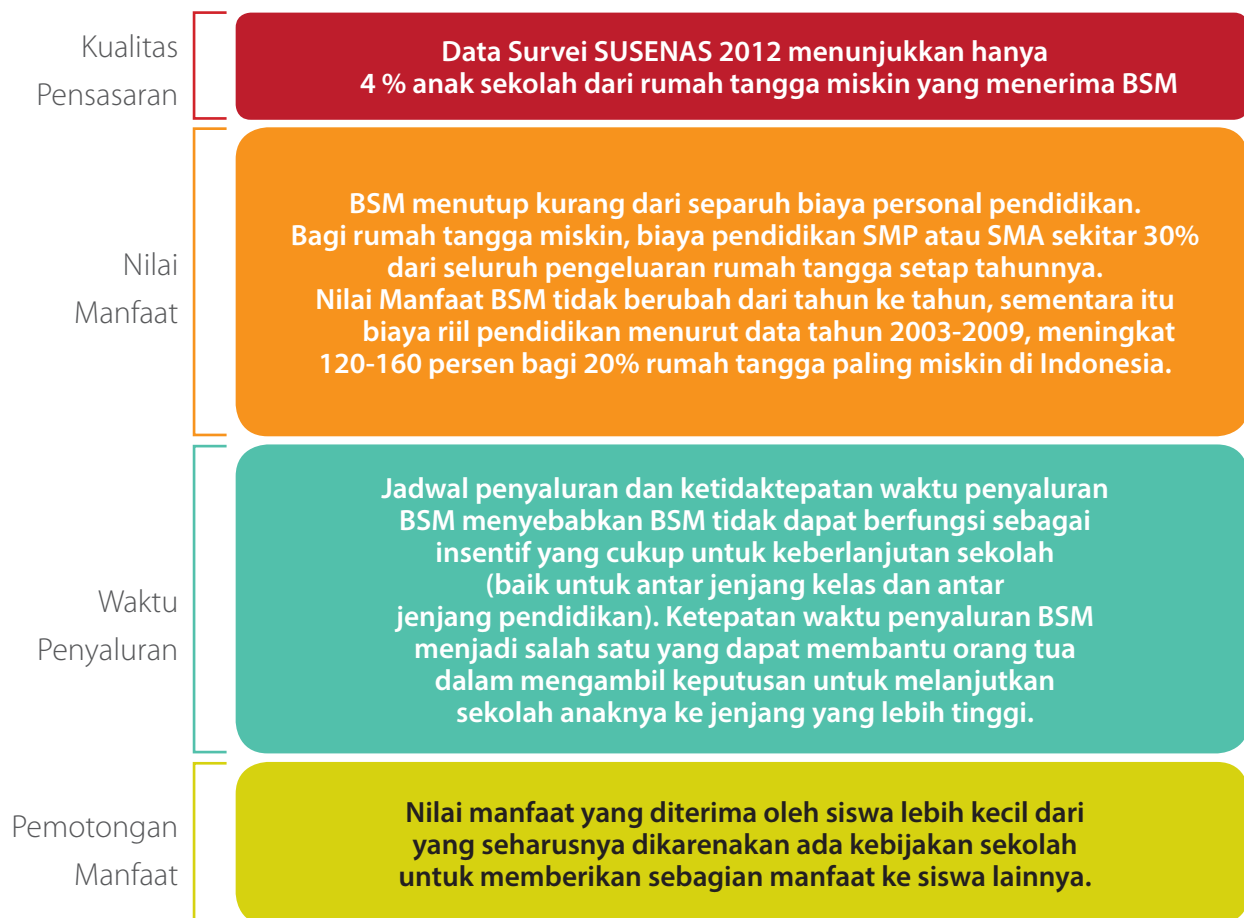 Kualitas
Pensasaran
Data Survei SUSENAS 2012 menunjukkan hanya
4 % anak sekolah dari rumah tangga miskin yang menerima BSM
Nilai
Manfaat
BSM menutup kurang dari separuh biaya personal pendidikan.
Bagi rumah tangga miskin, biaya pendidikan SMP atau SMA sekitar 30%
dari seluruh pengeluaran rumah tangga setap tahunnya.
Nilai Manfaat BSM tidak berubah dari tahun ke tahun, sementara itu
biaya riil pendidikan menurut data tahun 2003-2009, meningkat
120-160 persen bagi 20% rumah tangga paling miskin di Indonesia.
Waktu
Penyaluran
Jadwal penyaluran dan ketidaktepatan waktu penyaluran
BSM menyebabkan BSM tidak dapat berfungsi sebagai
insentif yang cukup untuk keberlanjutan sekolah
(baik untuk antar jenjang kelas dan antar
jenjang pendidikan). Ketepatan waktu penyaluran BSM
menjadi salah satu yang dapat membantu orang tua
dalam mengambil keputusan untuk melanjutkan
sekolah anaknya ke jenjang yang lebih tinggi.
Pemotongan
Manfaat
Nilai manfaat yang diterima oleh siswa lebih kecil dari
yang seharusnya dikarenakan ada kebijakan sekolah
untuk memberikan sebagian manfaat ke siswa lainnya.